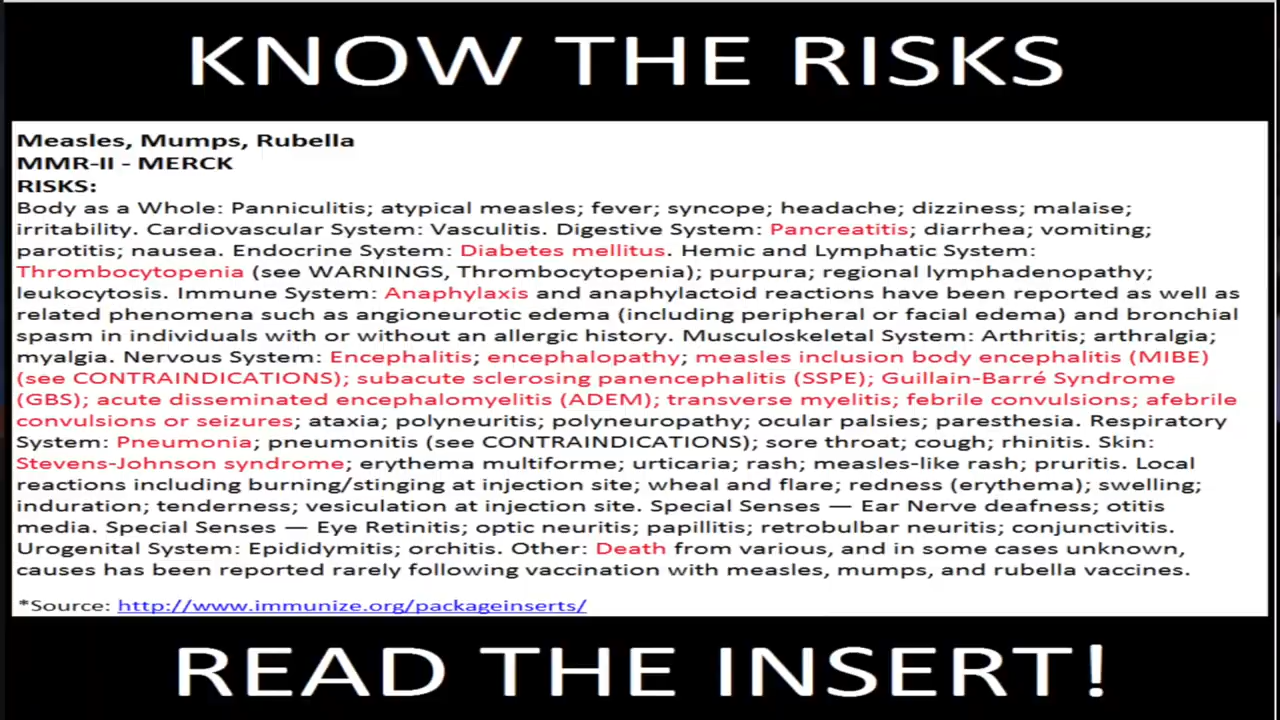 KNOW THE RISKS
Measles, Mumps, Rubella
MMR-II - MERCK
RISKS:
Body as a Whole: Panniculitis; atypical measles; fever; syncope; headache; dizziness; malaise;
irritability. Cardiovascular System: Vasculitis. Digestive System: Pancreatitis; diarrhea; vomiting;
parotitis; nausea. Endocrine System: Diabetes mellitus. Hemic and Lymphatic System:
Thrombocytopenia (see WARNINGS, Thrombocytopenia); purpura; regional lymphadenopathy;
leukocytosis. Immune System: Anaphylaxis and anaphylactoid reactions have been reported as well as
related phenomena such as angioneurotic edema (including peripheral or facial edema) and bronchial
spasm in individuals with or without an allergic history. Musculoskeletal System: Arthritis; arthralgia;
myalgia. Nervous System: Encephalitis; encephalopathy; measles inclusion body encephalitis (MIBE)
(see CONTRAINDICATIONS); subacute sclerosing panencephalitis (SSPE); Guillain-Barré Syndrome
(GBS); acute disseminated encephalomyelitis (ADEM); transverse myelitis; febrile convulsions; afebrile
convulsions or seizures; ataxia; polyneuritis; polyneuropathy; ocular palsies; paresthesia. Respiratory
System: Pneumonia; pneumonitis (see CONTRAINDICATIONS); sore throat; cough; rhinitis. Skin:
Stevens-Johnson syndrome; erythema multiforme; urticaria; rash; measles-like rash; pruritis. Local
reactions including burning/stinging at injection site; wheal and flare; redness (erythema); swelling;
induration; tenderness; vesiculation at injection site. Special Senses — Ear Nerve deafness; otitis
media. Special Senses — Eye Retinitis; optic neuritis; papillitis; retrobulbar neuritis; conjunctivitis.
Urogenital System: Epididymitis; orchitis. Other: Death from various, and in some cases unknown,
causes has been reported rarely following vaccination with measles, mumps, and rubella vaccines.
*Source: http://www.immunize.org/packageinserts/
READ THE INSERT!